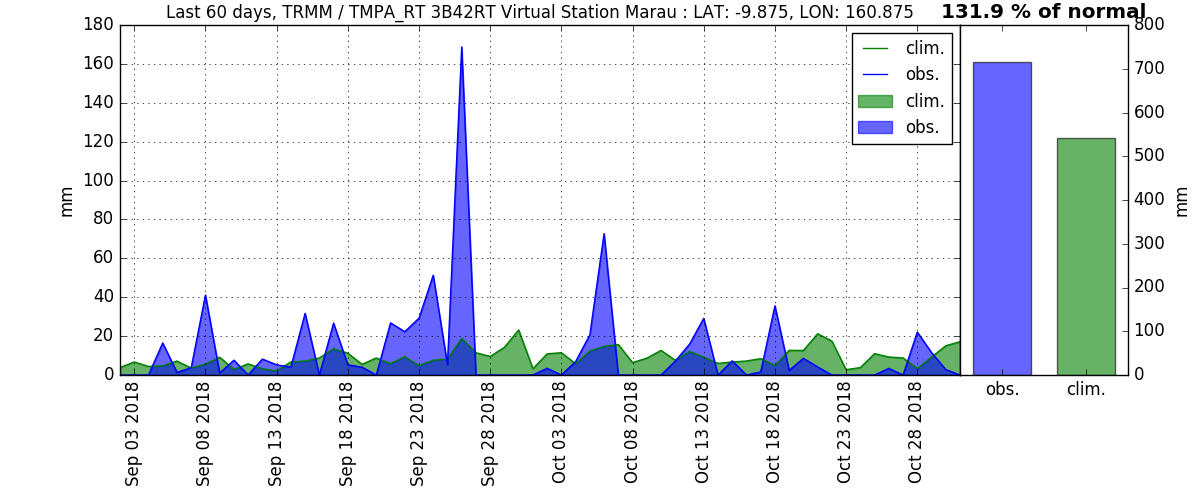 Last 60 days, TRMM / TMPA_RT 3B42RT Virtual Station Marau : LAT: -9.875, LON: 160.875
131.9 % of normal
180
160
140
120
100
80
60
40
20
0
mm
clim.
obs.
clim.
obs.
Sep 03 2018
Sep 08 2018
Sep 13 2018
Sep 18 2018
Sep 23 2018
Sep 28 2018
Oct 03 2018
Oct 08 2018
Oct 13 2018
Oct 18 2018
Oct 23 2018
Oct 28 2018
800
700
600
500
400
300
200
100
0
mm
obs.
clim.